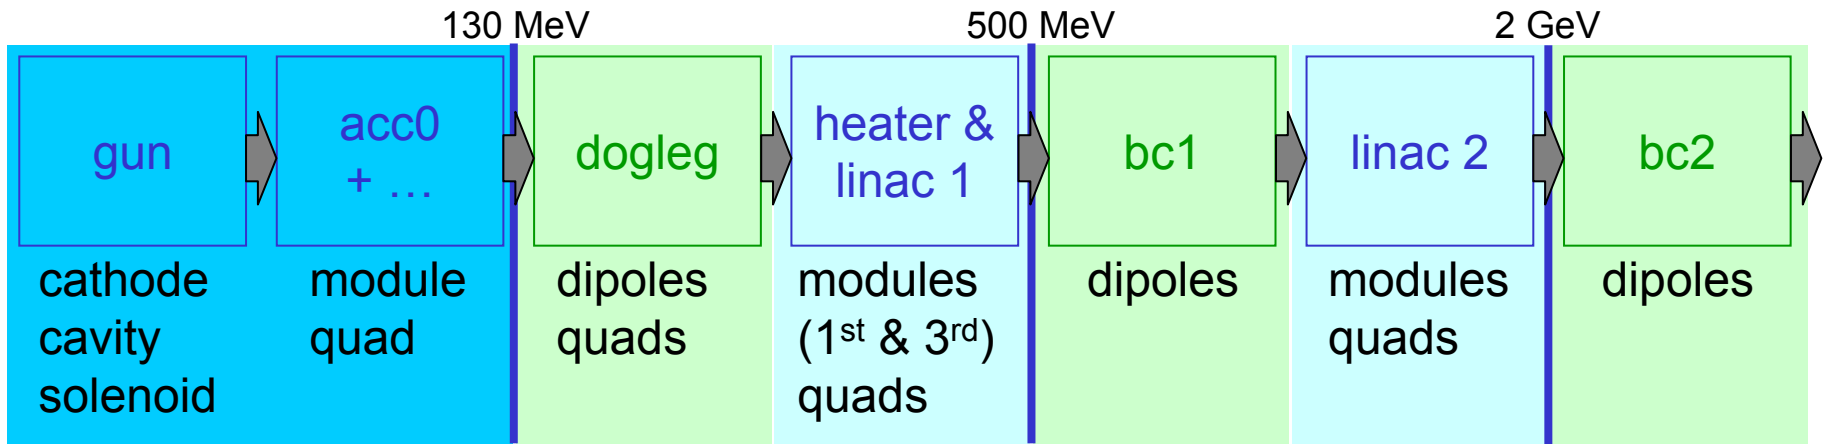 130 MeV
500 MeV
2 GeV
gun
acc0
+ …
dogleg
heater &
linac 1
bc1
linac 2
bc2
cathode
cavity
solenoid
module
quad
dipoles
quads
modules
(1st & 3rd)
quads
dipoles
modules
quads
dipoles